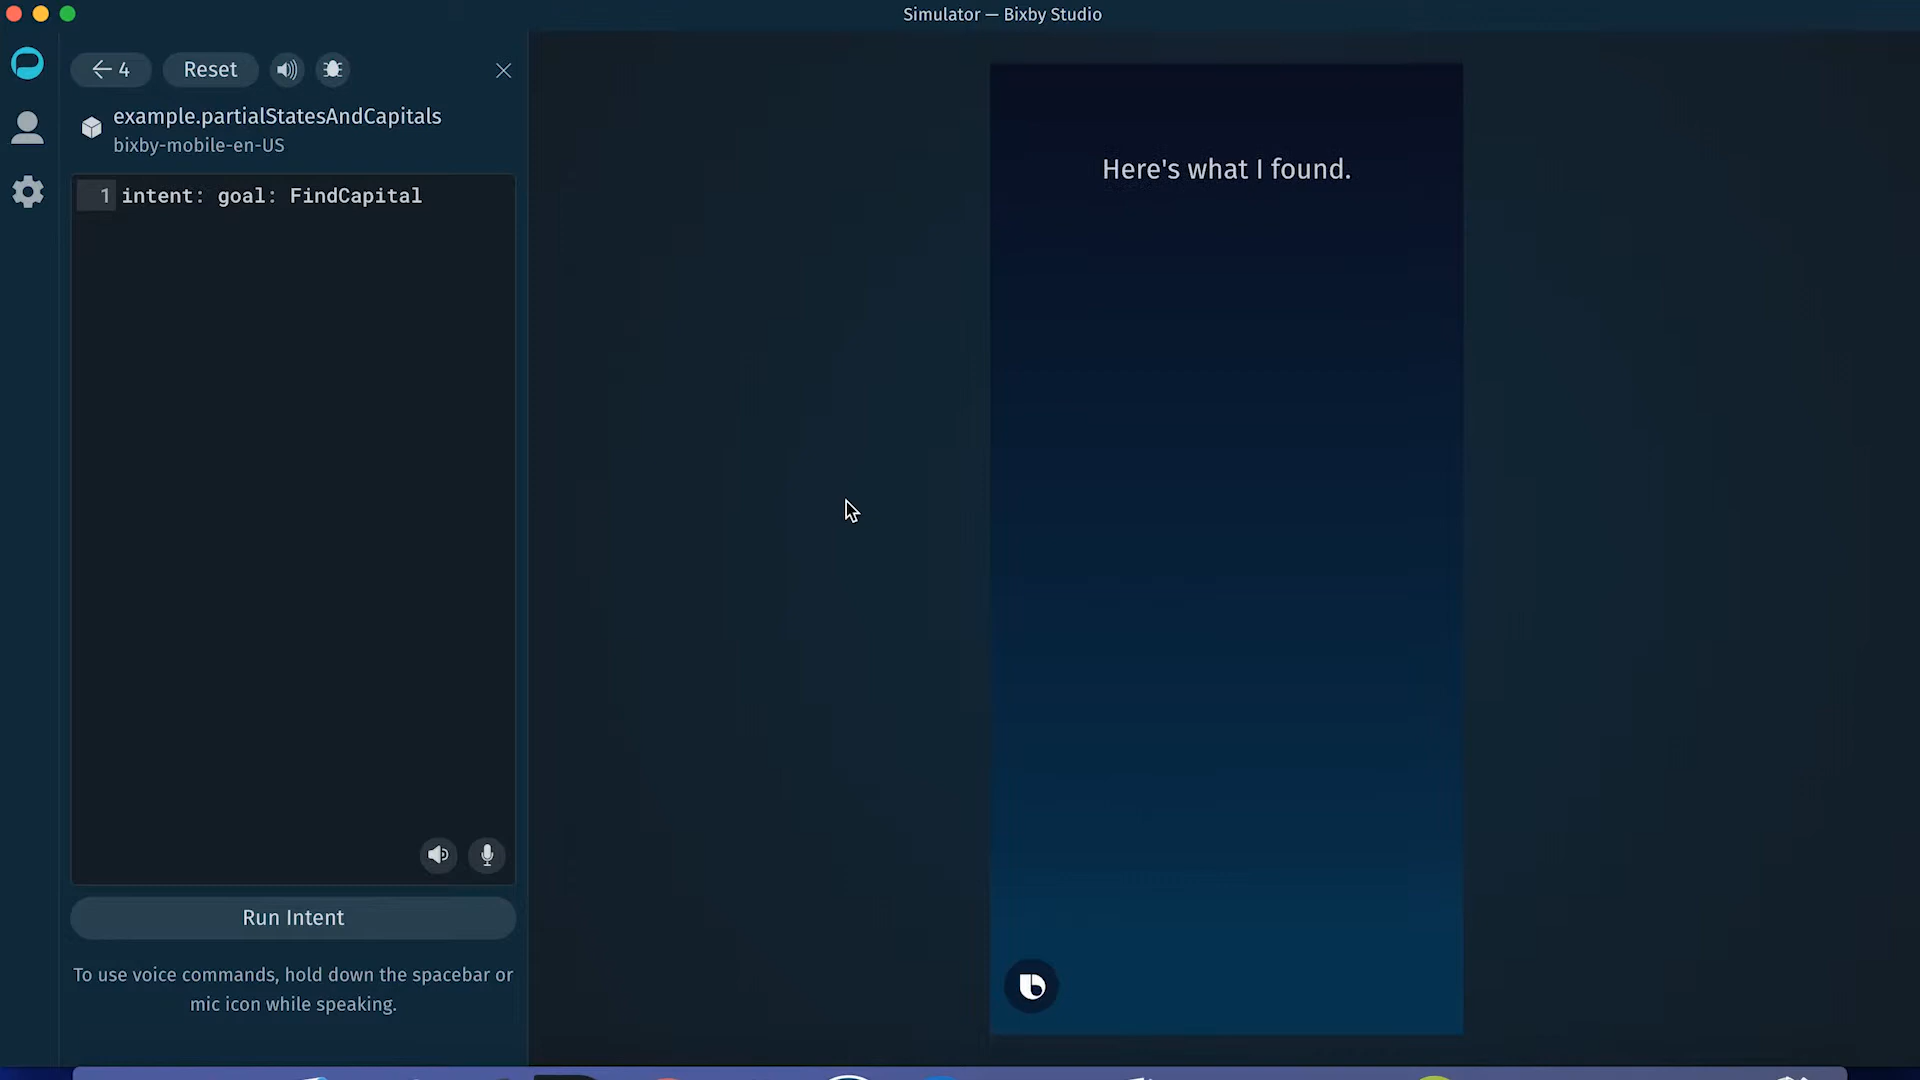 Simulator — Bixby Studio
4
Reset
example.partialStatesAndCapitals
bixby-mobile-en-US
1 intent: goal: FindCapital
Run Intent
To use voice commands, hold down the spacebar or
mic icon while speaking.
Here's what I found.